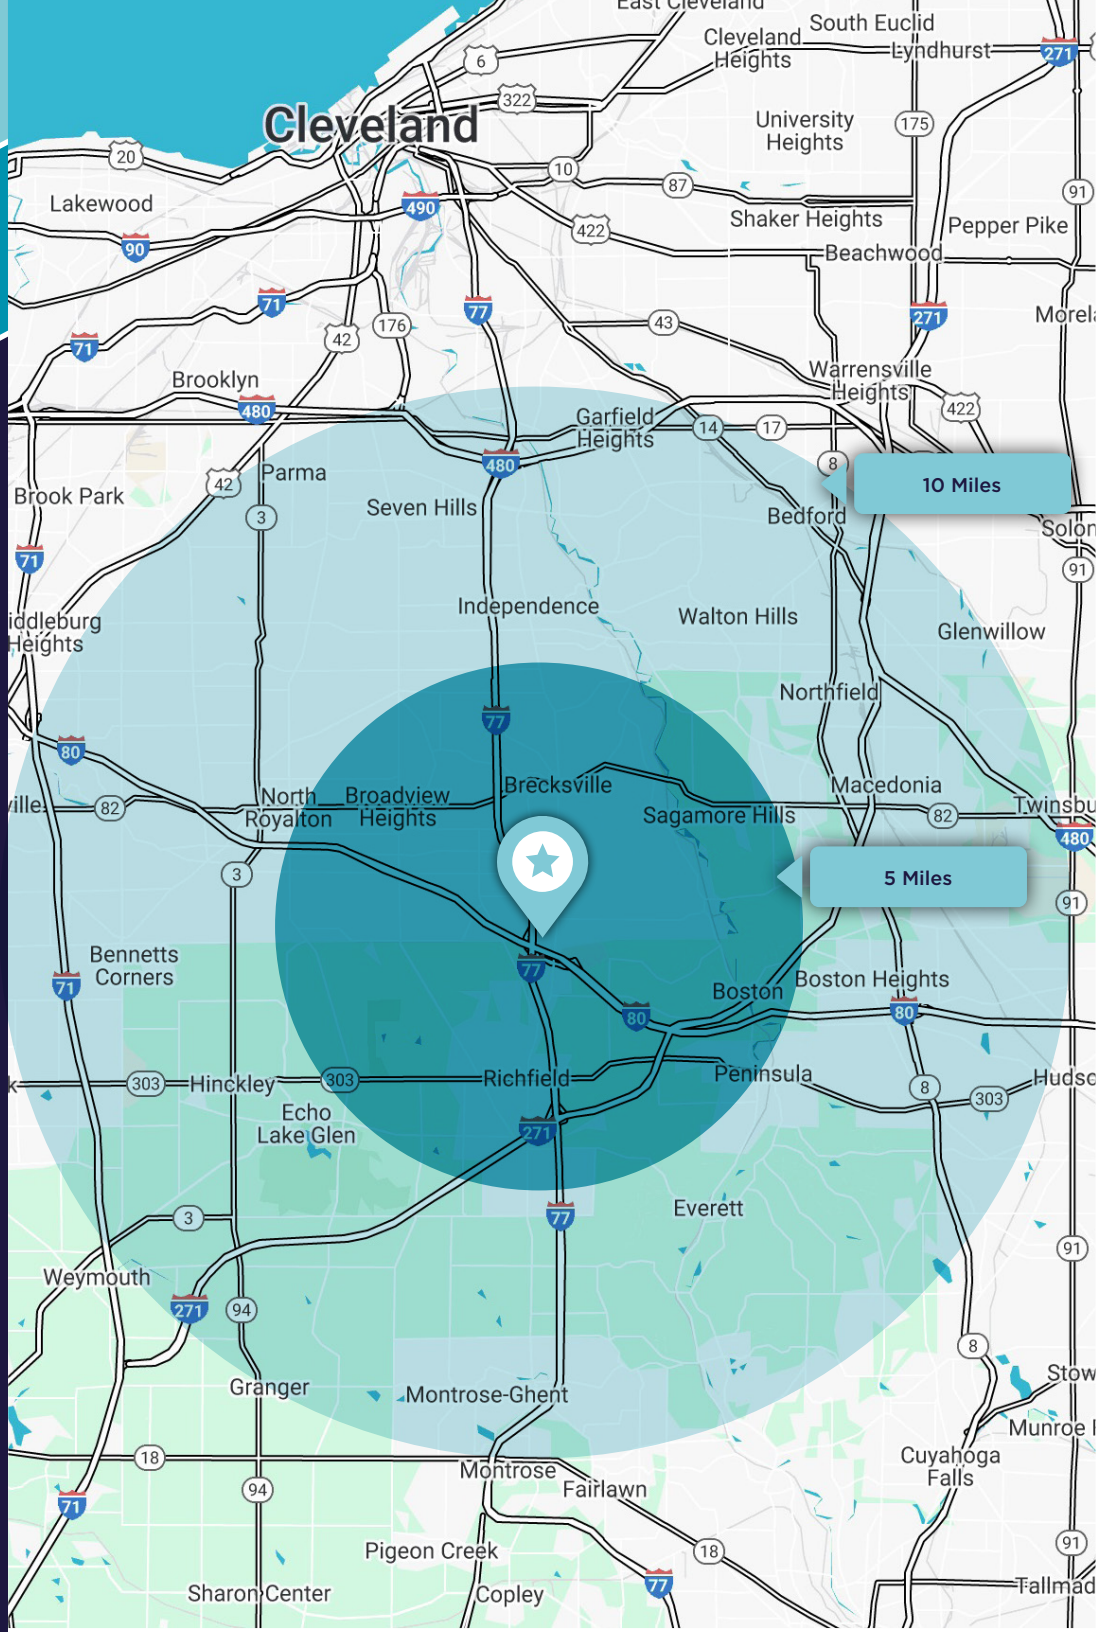 East Cleveland
South Euclid
Cleveland
Heights
Lyndhurst
271
6
322
Cleveland
University
Heights
175
20
10
87
91
Lakewood
490
Shaker Heights
Pepper Pike
422
90
Beachwood
71
77
271
Morela
43
176
42
71
Warrensville
Heights
Brooklyn
480
422
Garfield
Heights
14
17
480
8
Parma
42
10 Miles
Brook Park
Seven Hills
3
Bedford
Solon
71
91
Independence
Walton Hills
iddleburg
Heights
Glenwillow
Northfield
77
80
Brecksville
Macedonia
North
Royalton
Broadview
Heights
ville
82
Sagamore Hills
82
Twinsbu
480
3
5 Miles
91
Bennetts
Corners
77
71
Boston
Boston Heights
80
80
303
Hinckley
303
Richfield
Peninsula
8
303
Hudso
k
Echo
Lake Glen
271
3
77
Everett
91
Weymouth
271
94
8
Granger
Montrose-Ghent
Stow
Munroe F
18
Montrose
Cuyahoga
Falls
94
Fairlawn
71
91
Pigeon Creek
18
77
Sharon Center
Copley
Tallmad